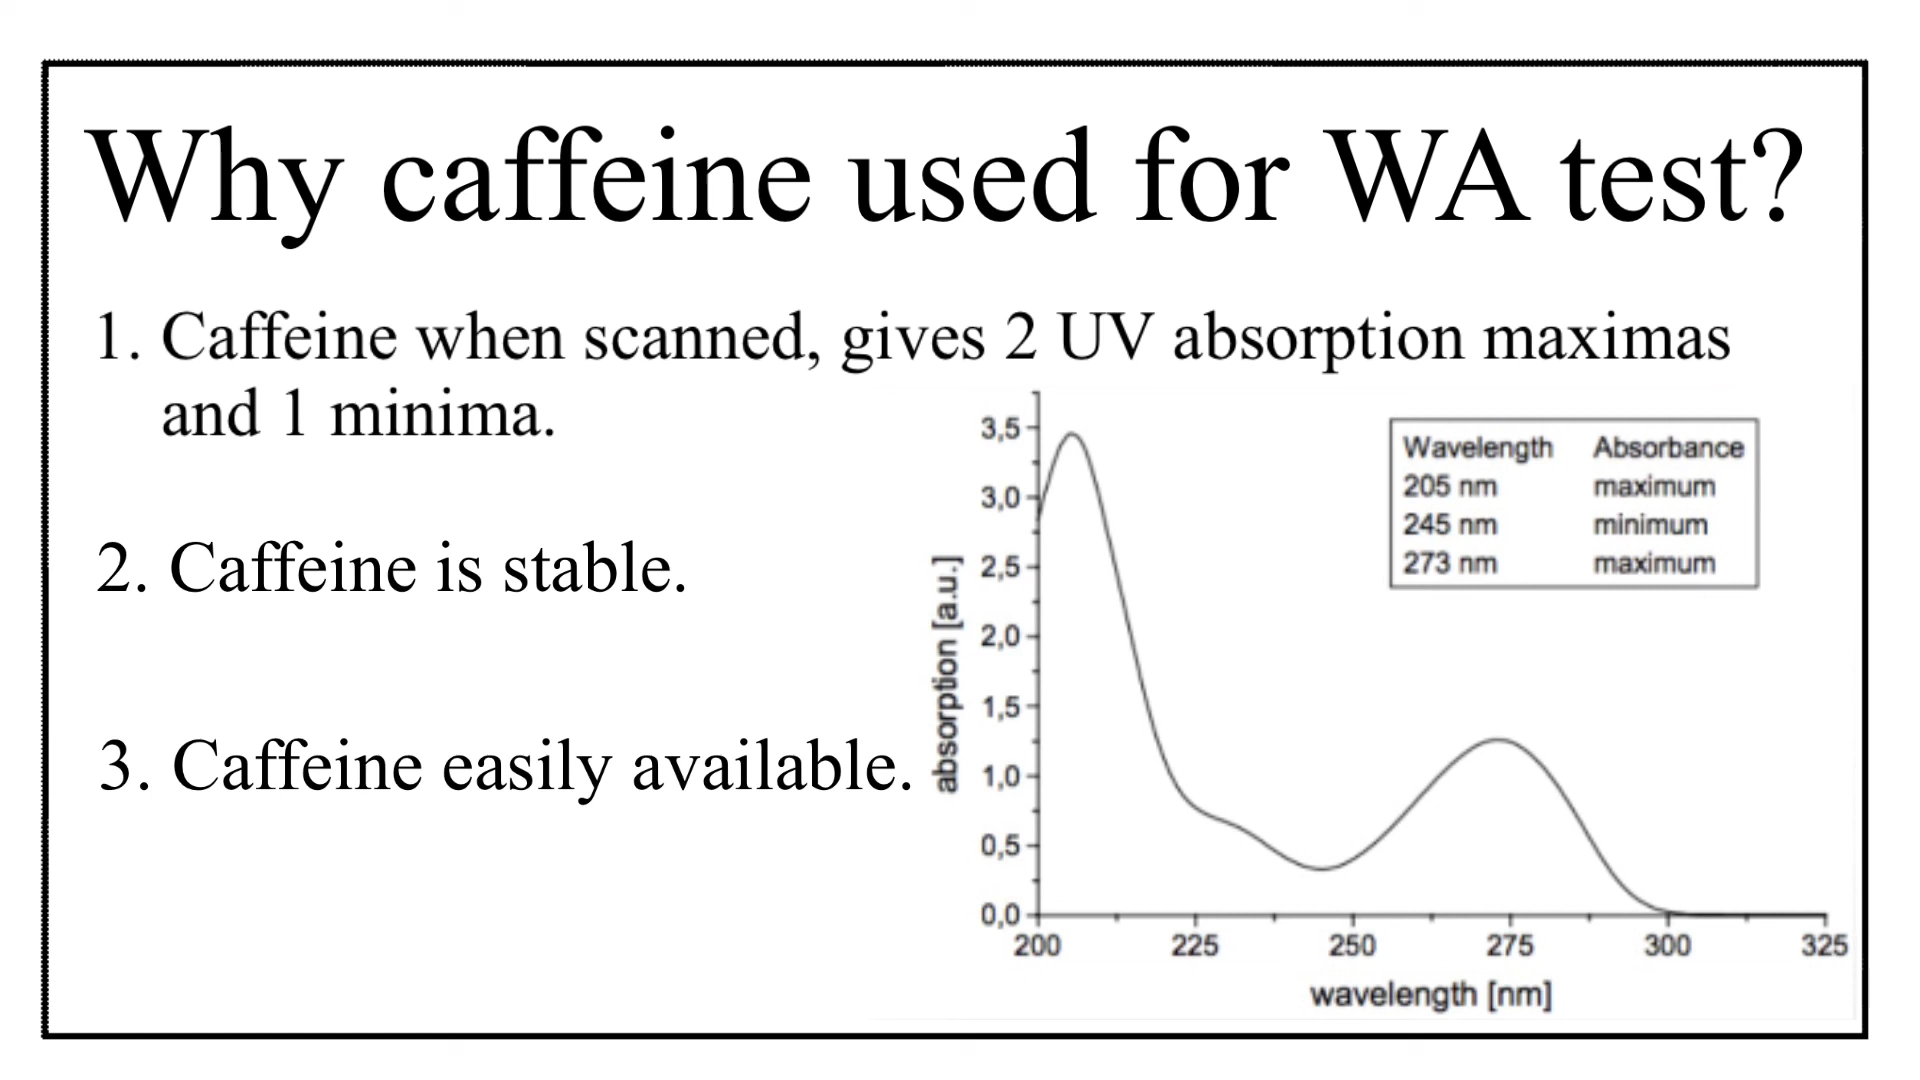 Why caffeine used for WA test?
1. Caffeine when scanned, gives 2 UV absorption maximas
and 1 minima.
2. Caffeine is stable.
3. Caffeine easily available.
absorption [a.u.]
3,5
3,0
2,5
2,0
1,5
1,0
0,5
0,0
Wavelength Absorbance
205 nm maximum
245 nm minimum
273 nm maximum
200 225 250 275 300 325
wavelength [nm]